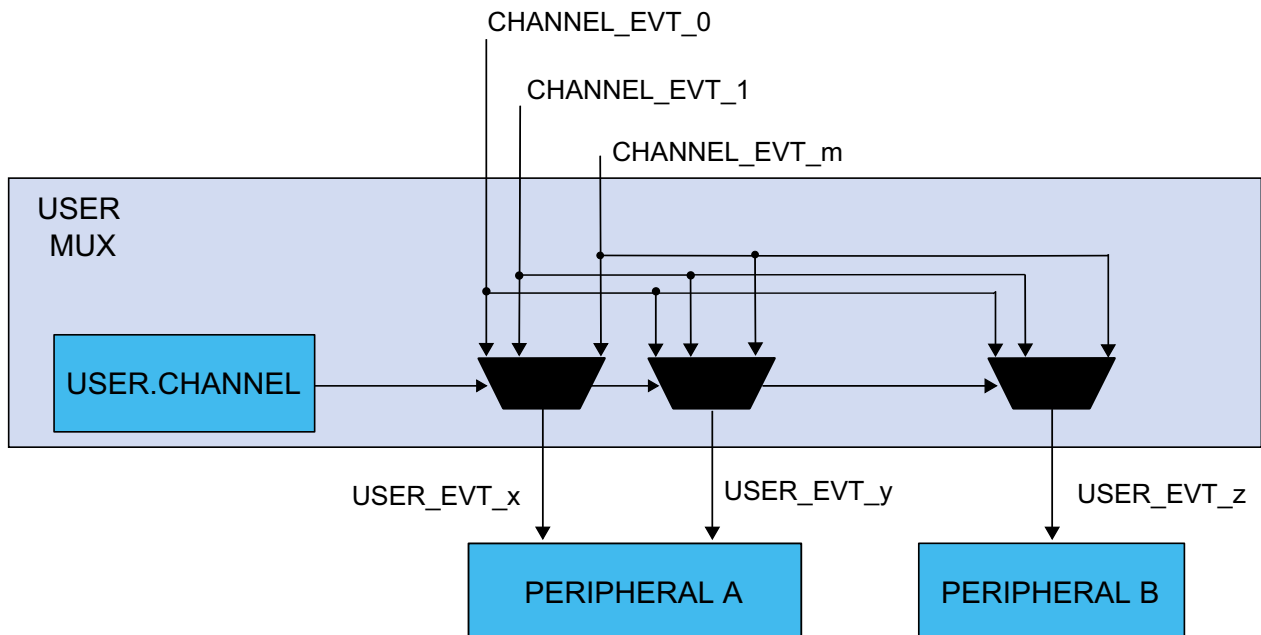 CHANNEL_EVT_0
CHANNEL_EVT_1
CHANNEL_EVT_m
USER
MUX
USER.CHANNEL
USER_EVT_x
USER_EVT_y
USER_EVT_z
PERIPHERAL A
PERIPHERAL B